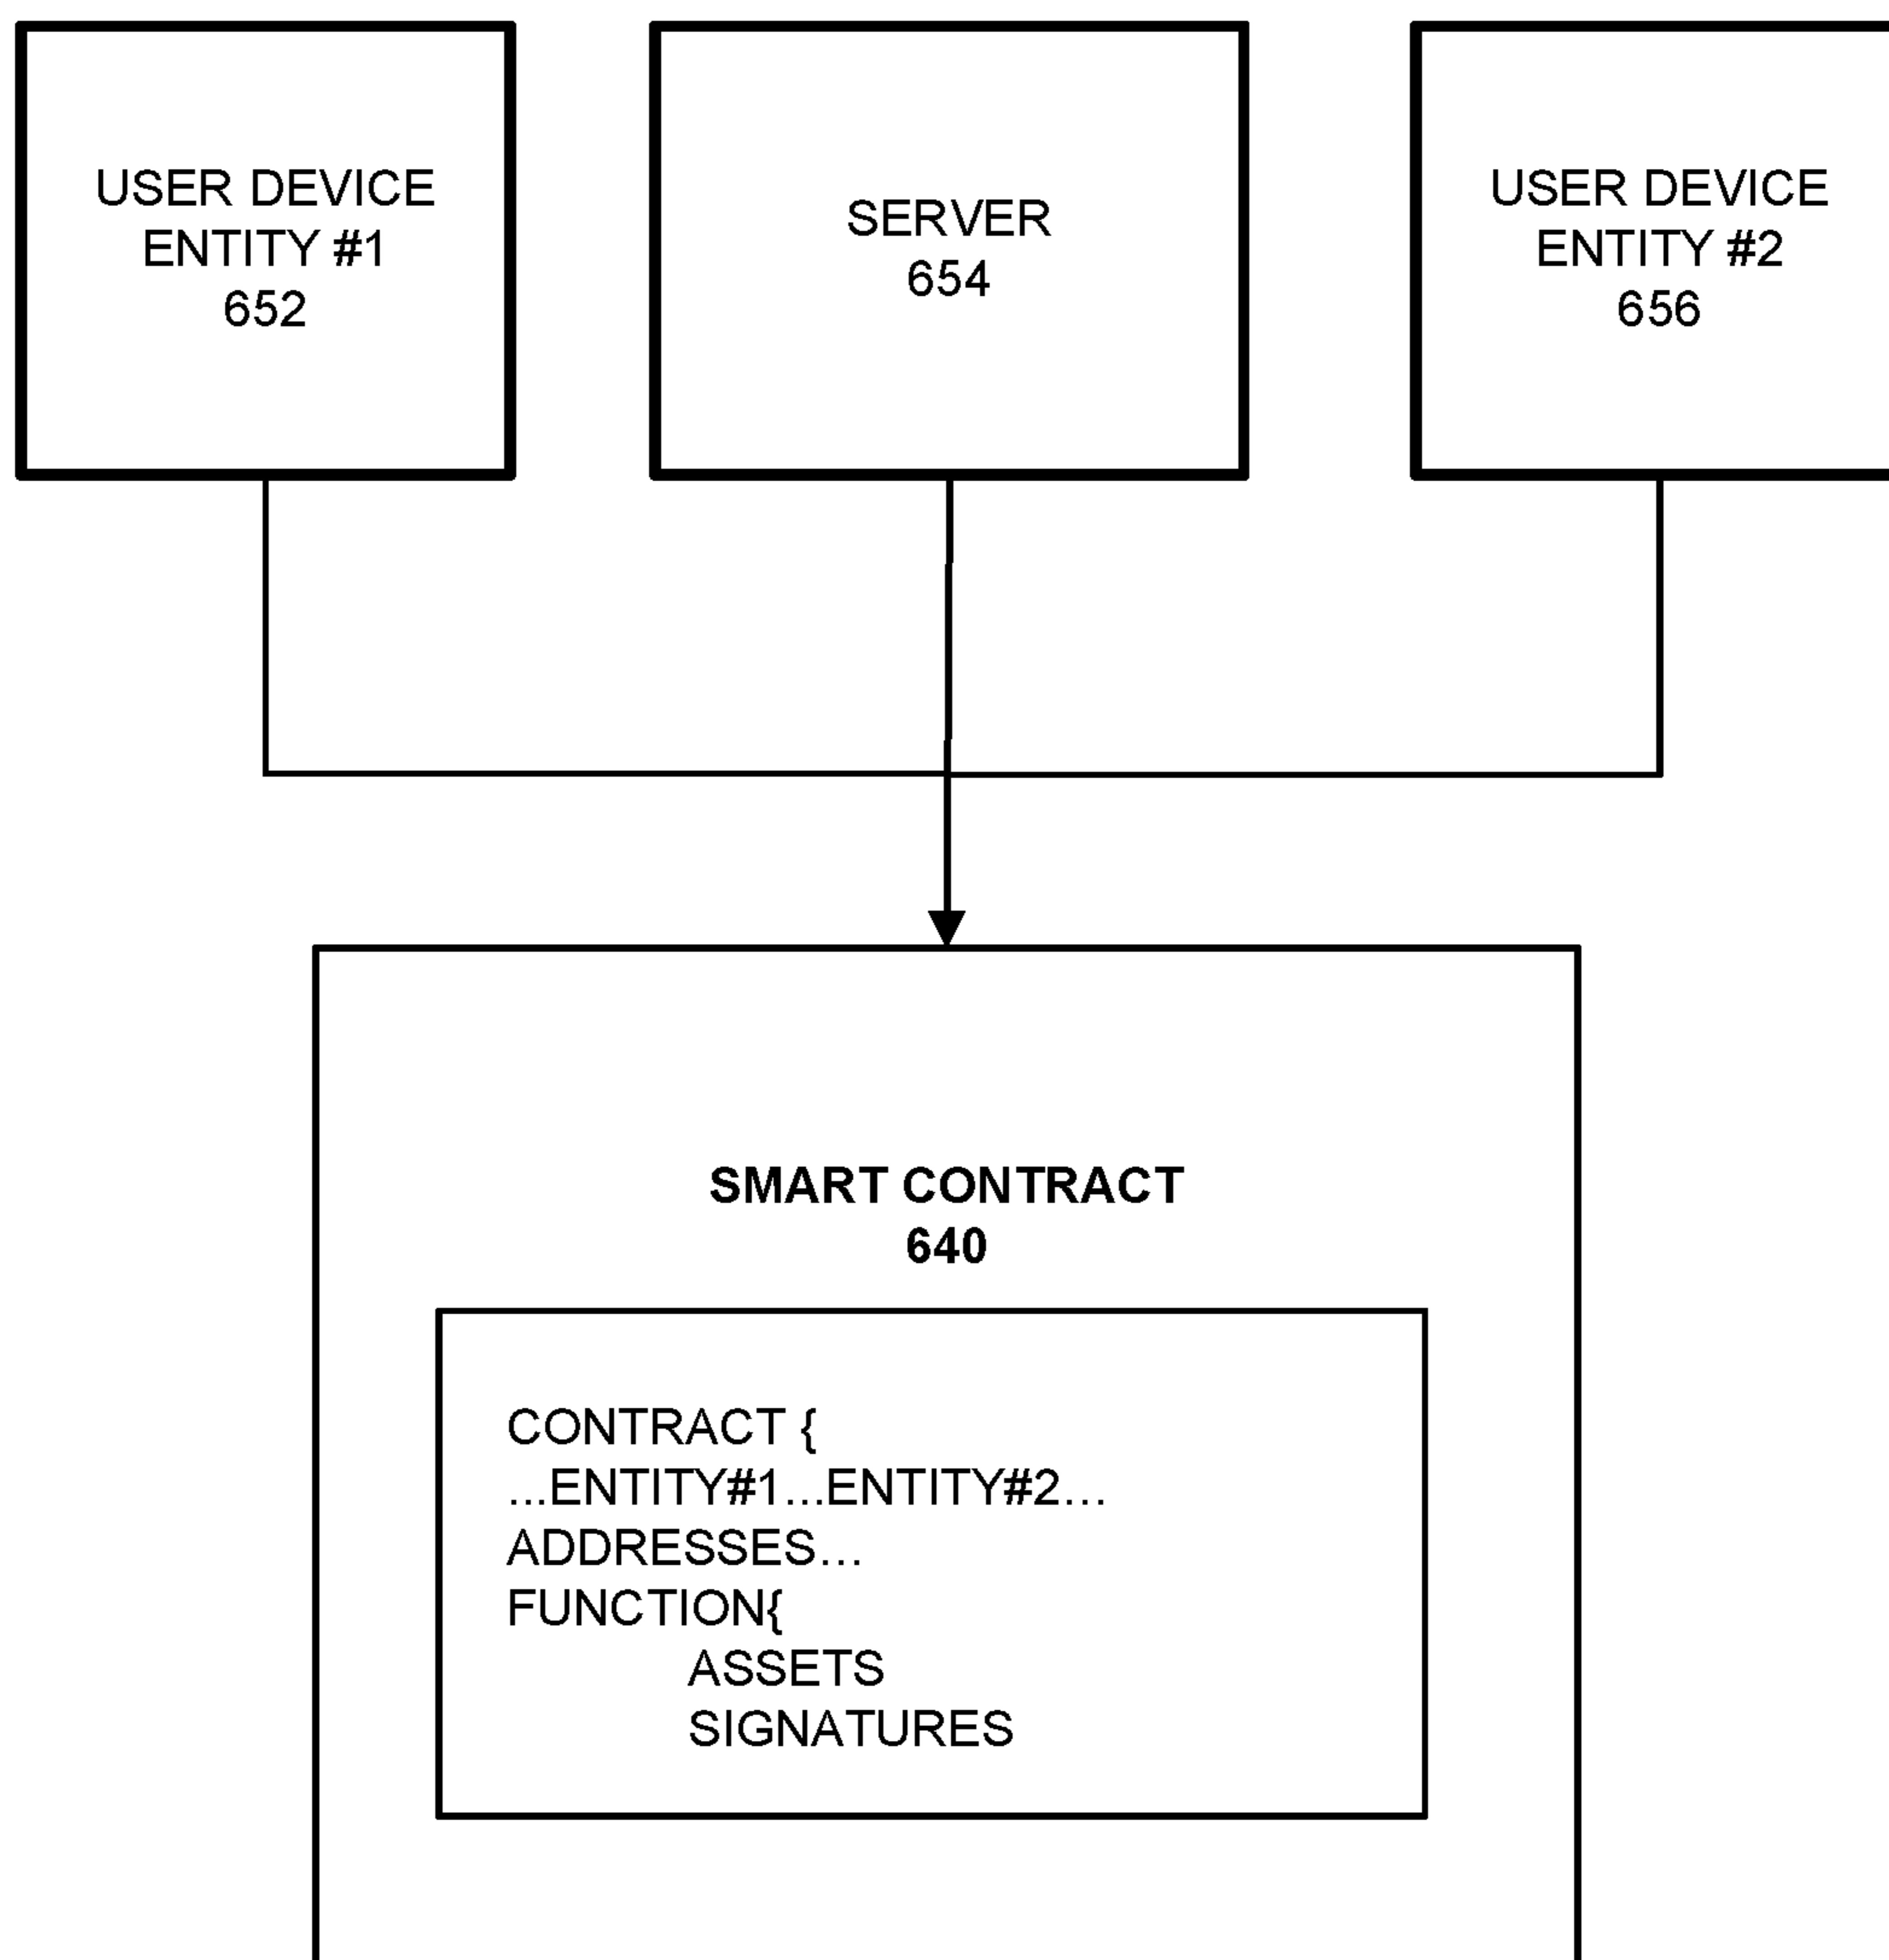 USER DEVICE
ENTITY #1
652
SERVER
654
USER DEVICE
ENTITY #2
656
SMART CONTRACT
640
CONTRACT {
...ENTITY#1...ENTITY#2...
ADDRESSES...
FUNCTION{
ASSETS
SIGNATURES